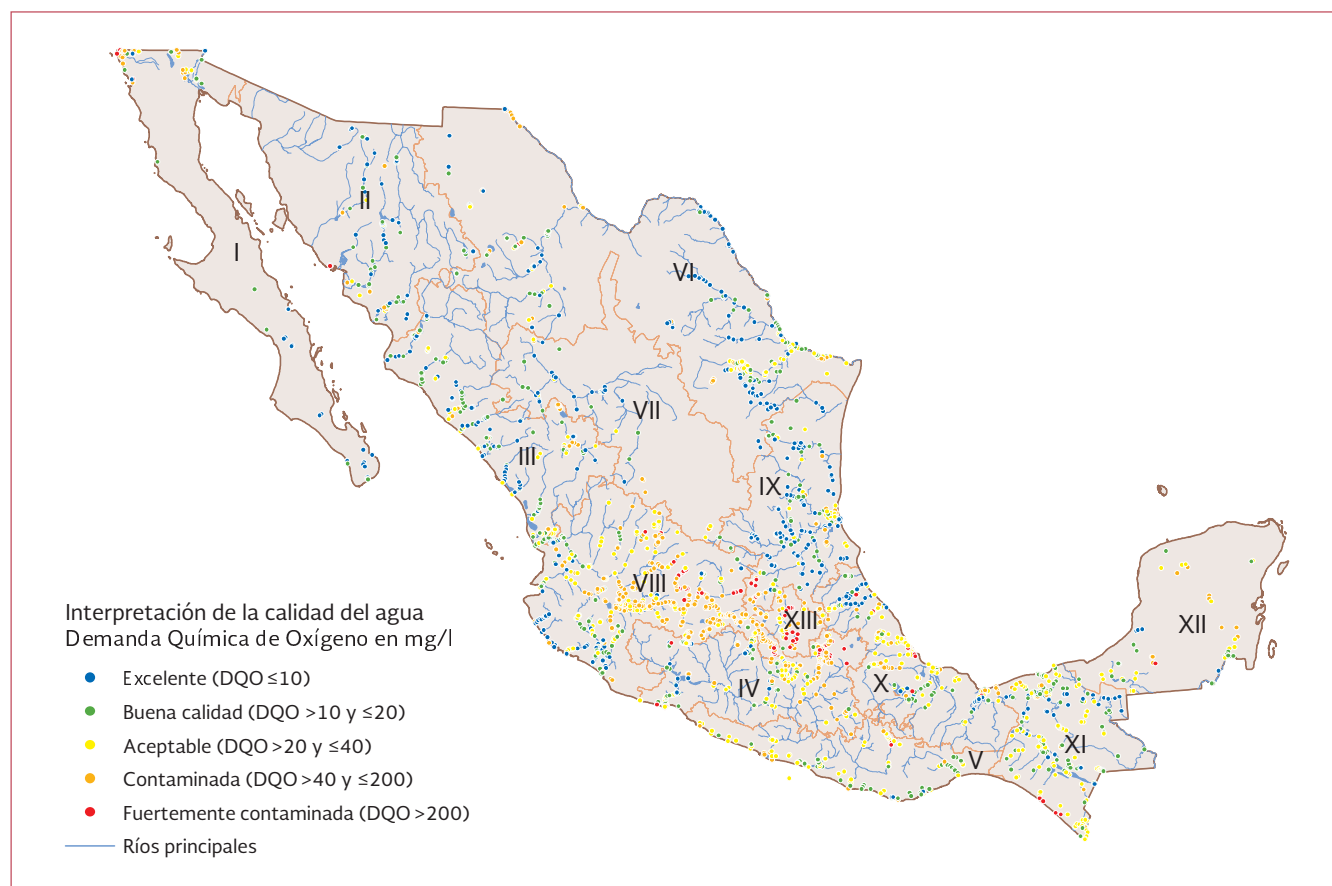 I
II
VI
VII
III
IX
VIII
XIII
XII
IV
X
XI
V
Interpretación de la calidad del agua
Demanda Química de Oxígeno en mg/l
Excelente (DQO ≤10)
Buena calidad (DQO >10 y ≤20)
Aceptable (DQO >20 y ≤40)
Contaminada (DQO >40 y ≤200)
Fuertemente contaminada (DQO >200)
Ríos principales